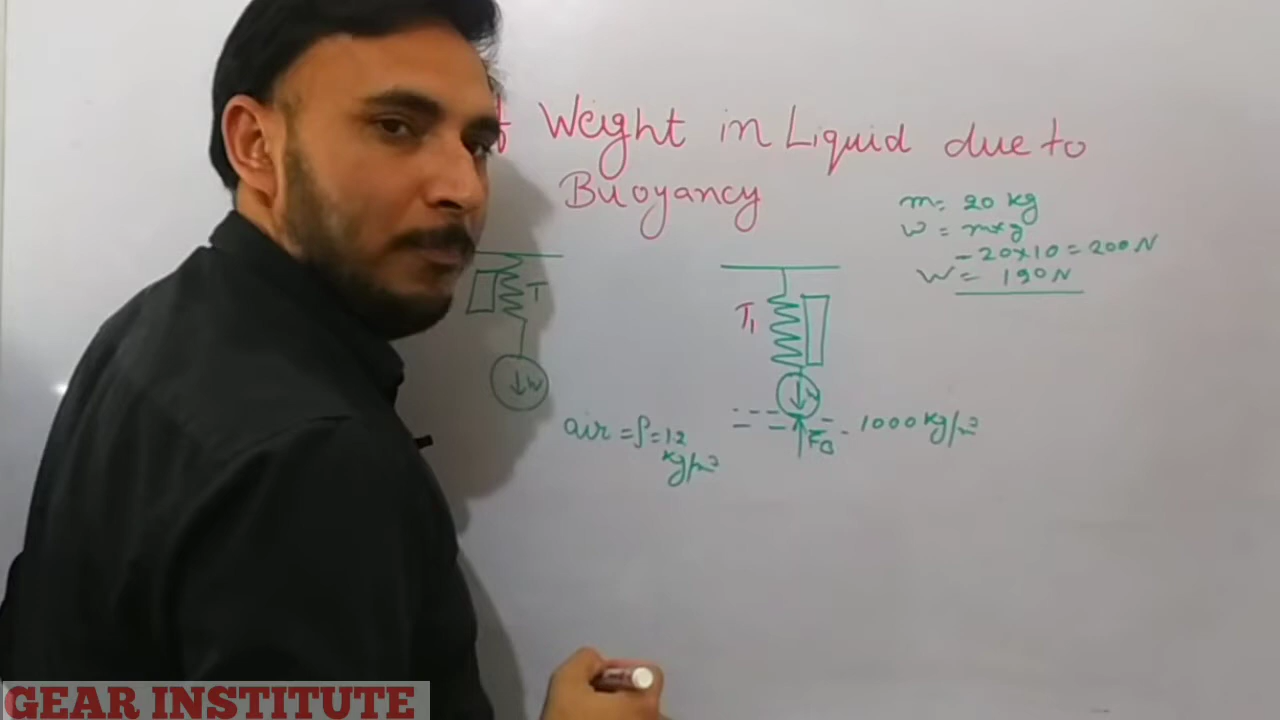 Weight in Liquid due to
Buoyancy
m= 20 kg
w = m×g
- 20×10 = 200 N
W = 190 N
T
T₁
W
air = ρ = 1.2
kg/m³
F_B
1000 kg/m³
GEAR INSTITUTE